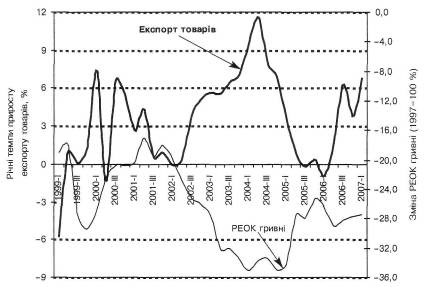 Річні темпи приросту
експорту товарів, %
12
9
6
3
0
−3
−6
−9
Експорт товарів
РЕОК гривні
1999-I
1999-III
2000-I
2000-III
2001-I
2001-III
2002-I
2002-III
2003-I
2003-III
2004-I
2004-III
2005-I
2005-III
2006-I
2006-III
2007-I
0,0
−4,0
−8,0
−12,0
−16,0
−20,0
−24,0
−28,0
−32,0
−36,0
Зміна РЕОК гривні (1997−100 %)